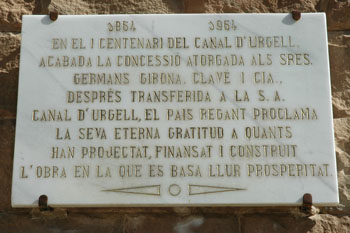 3864 3964
EN EL I CENTENARI DEL CANAL D'URGELL.
ACABADA LA CONCESSIÓ ATORGADA ALS SRES.
GERMANS GIRONA, CLAVÉ I CIA.,
DESPRÉS TRANSFERIDA A LA S. A.
CANAL D'URGELL, EL PAIS REGANT PROCLAMA
LA SEVA ETERNA GRATITUD A QUANTS
HAN PROJECTAT, FINANSAT I CONSTRUIT
L'OBRA EN LA QUE ES BASA LLUR PROSPERITAT.